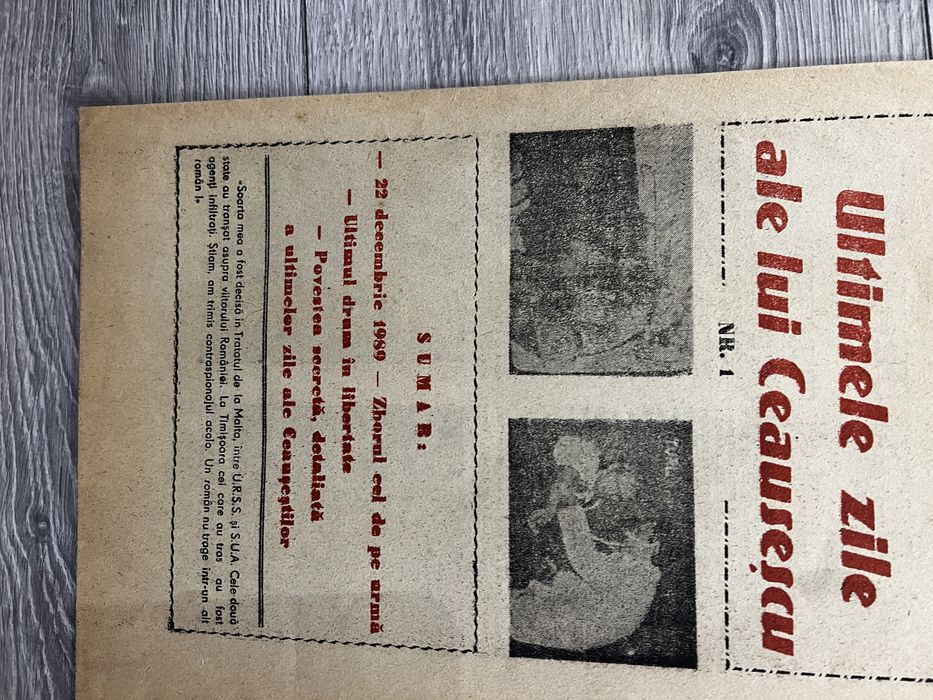 Ultimele zile
ale lui Ceaușescu
NR. 1
SUMAR:
— 22 decembrie 1989 — Zborul cel de pe urmă
— Ultimul drum în libertate
— Povestea secretă, detaliată
a ultimelor zile ale Ceaușeștilor
«Soarta mea a fost decisă în Tratatul de la Malta, între U.R.S.S. și S.U.A. Cele două
state au tranșat asupra viitorului României. La Timișoara cei care au tras au fost
agenți infiltrați. Știam, am trimis contraspionajul acolo. Un român nu trage într-un alt
român !»